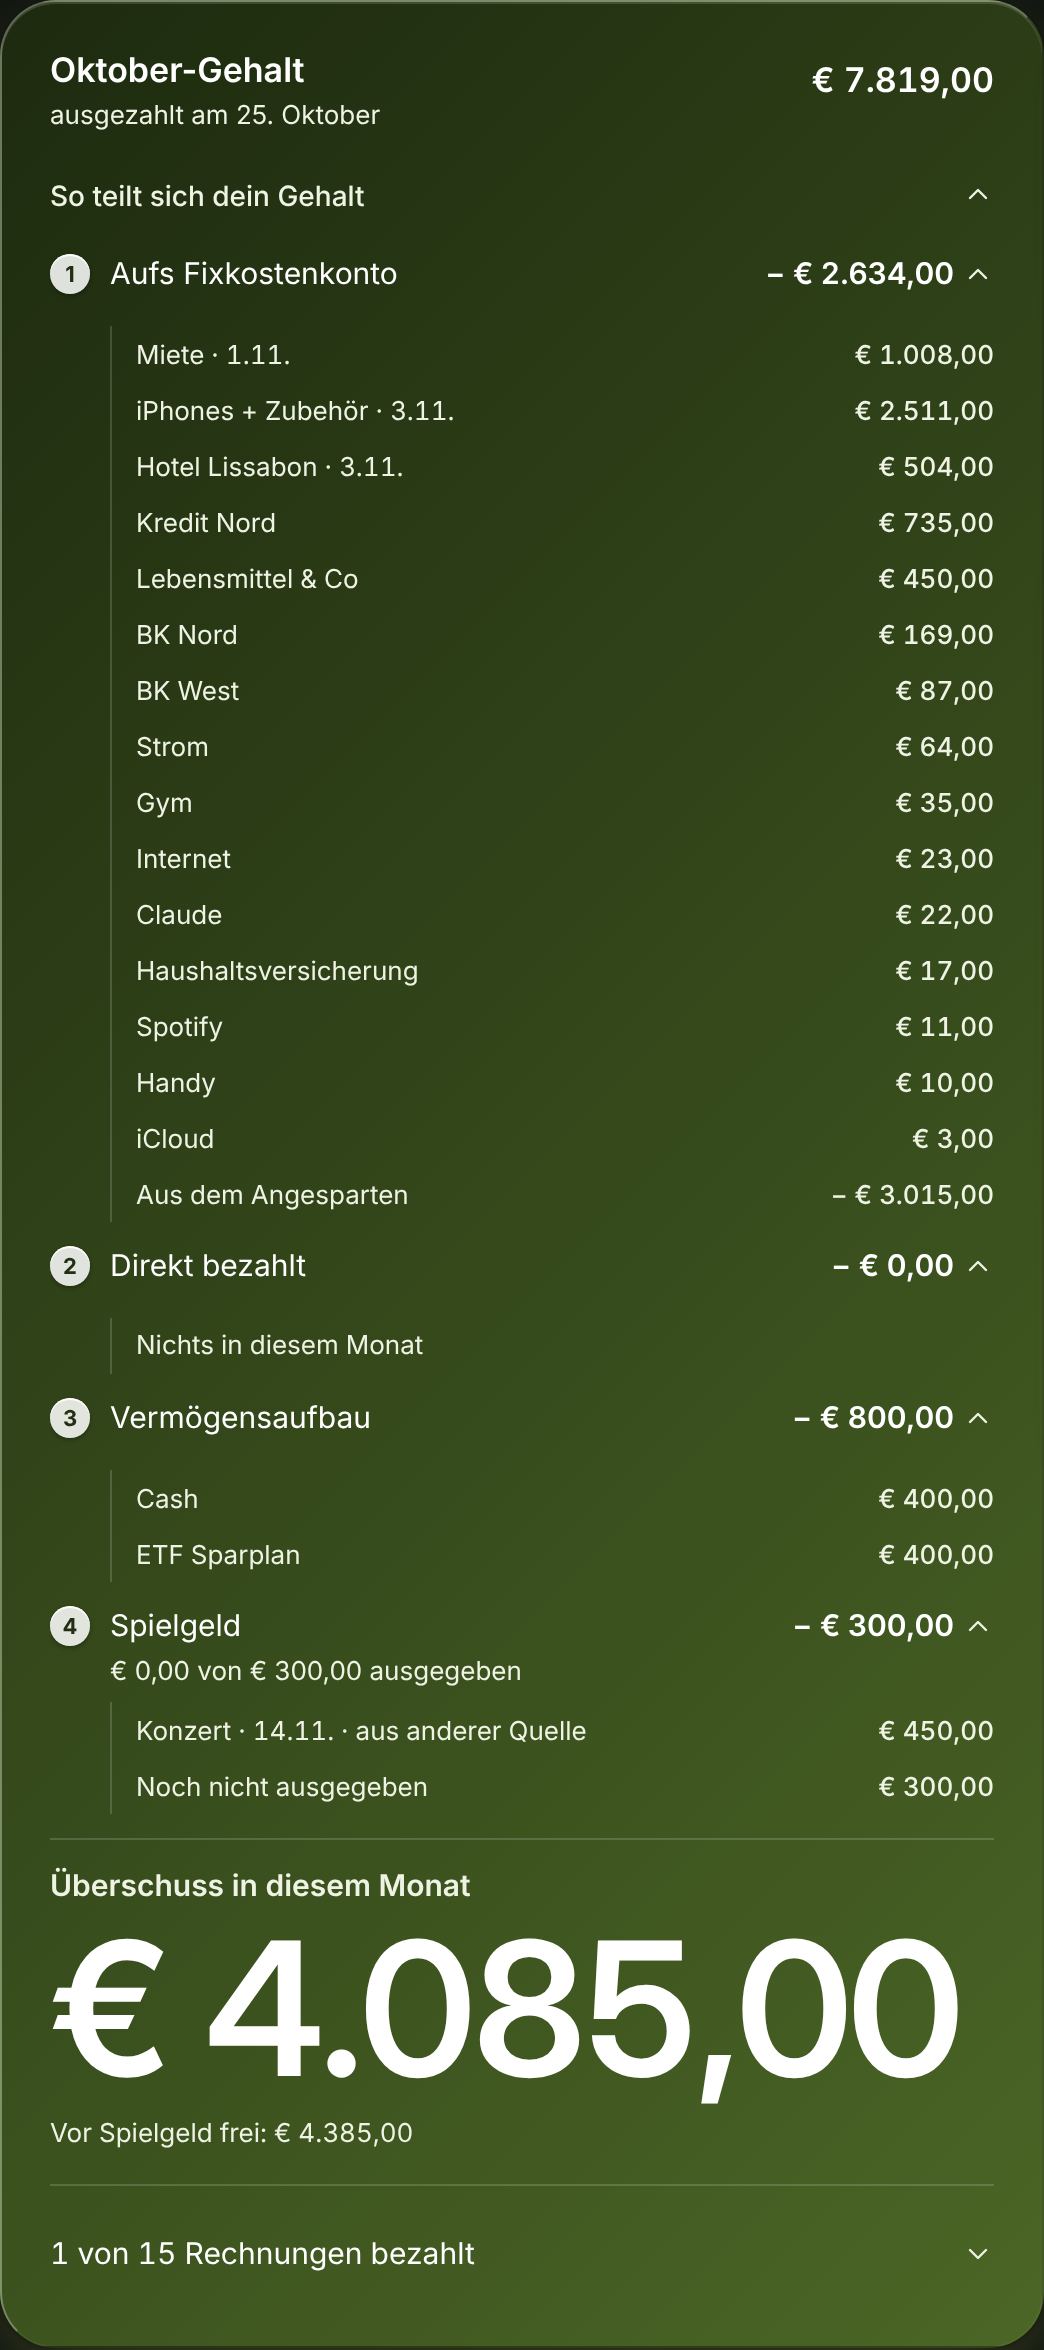 Oktober-Gehalt
€ 7.819,00
ausgezahlt am 25. Oktober
So teilt sich dein Gehalt
1 Aufs Fixkostenkonto – € 2.634,00
Miete · 1.11. € 1.008,00
iPhones + Zubehör · 3.11. € 2.511,00
Hotel Lissabon · 3.11. € 504,00
Kredit Nord € 735,00
Lebensmittel & Co € 450,00
BK Nord € 169,00
BK West € 87,00
Strom € 64,00
Gym € 35,00
Internet € 23,00
Claude € 22,00
Haushaltsversicherung € 17,00
Spotify € 11,00
Handy € 10,00
iCloud € 3,00
Aus dem Angesparten – € 3.015,00
2 Direkt bezahlt – € 0,00
Nichts in diesem Monat
3 Vermögensaufbau – € 800,00
Cash € 400,00
ETF Sparplan € 400,00
4 Spielgeld – € 300,00
€ 0,00 von € 300,00 ausgegeben
Konzert · 14.11. · aus anderer Quelle € 450,00
Noch nicht ausgegeben € 300,00
Überschuss in diesem Monat
€ 4.085,00
Vor Spielgeld frei: € 4.385,00
1 von 15 Rechnungen bezahlt